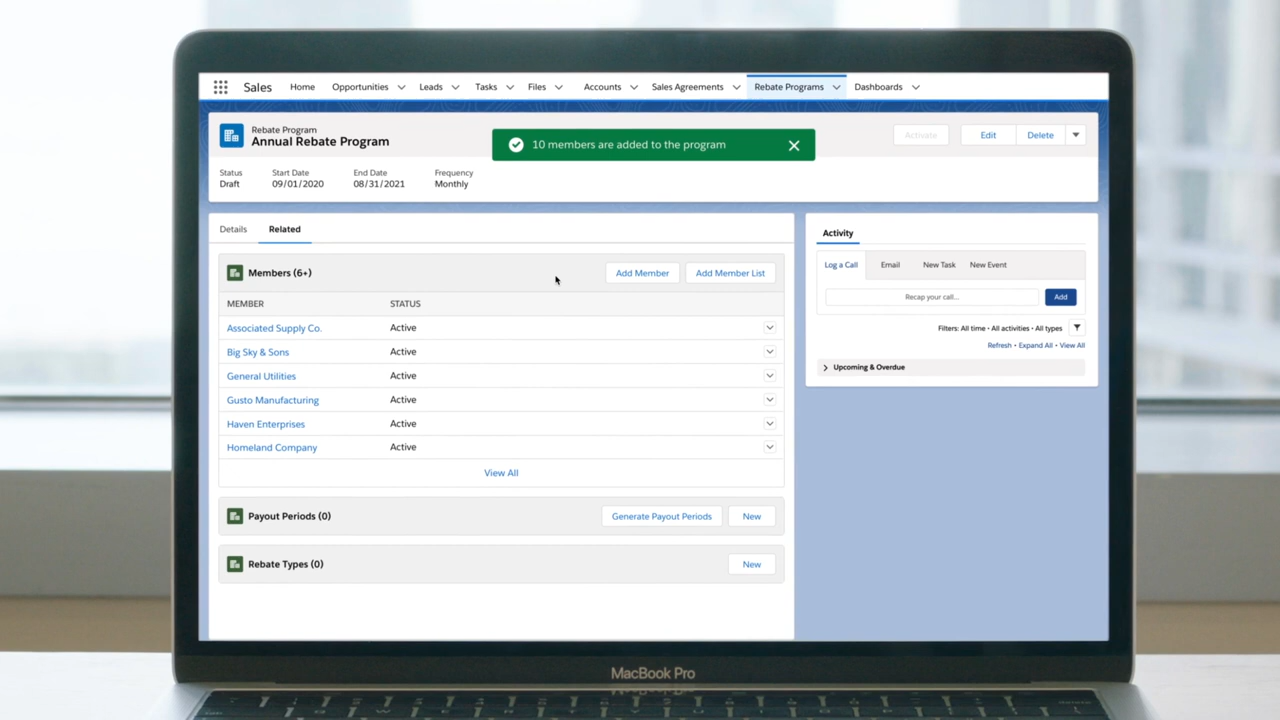 Sales Home Opportunities Leads Tasks Files Accounts Sales Agreements Rebate Programs Dashboards
Rebate Program
Annual Rebate Program
10 members are added to the program
Activate Edit Delete
Status Start Date End Date Frequency
Draft 09/01/2020 08/31/2021 Monthly
Details Related
Members (6+) Add Member Add Member List
MEMBER STATUS
Associated Supply Co. Active
Big Sky & Sons Active
General Utilities Active
Gusto Manufacturing Active
Haven Enterprises Active
Homeland Company Active
View All
Payout Periods (0) Generate Payout Periods New
Rebate Types (0) New
Activity
Log a Call Email New Task New Event
Recap your call... Add
Filters: All time • All activities • All types
Refresh • Expand All • View All
Upcoming & Overdue
MacBook Pro